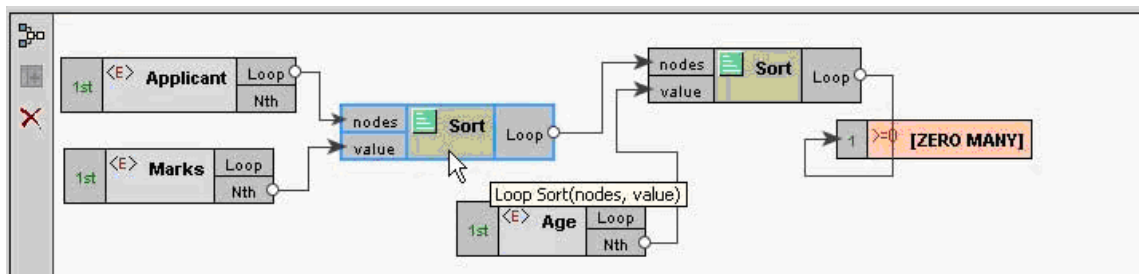 1st <E> Applicant Loop
Nth
nodes Sort Loop
value
1st <E> Marks Loop
Nth
Loop Sort(nodes, value)
1st <E> Age Loop
Nth
nodes Sort Loop
value
1 >=0 [ZERO MANY]